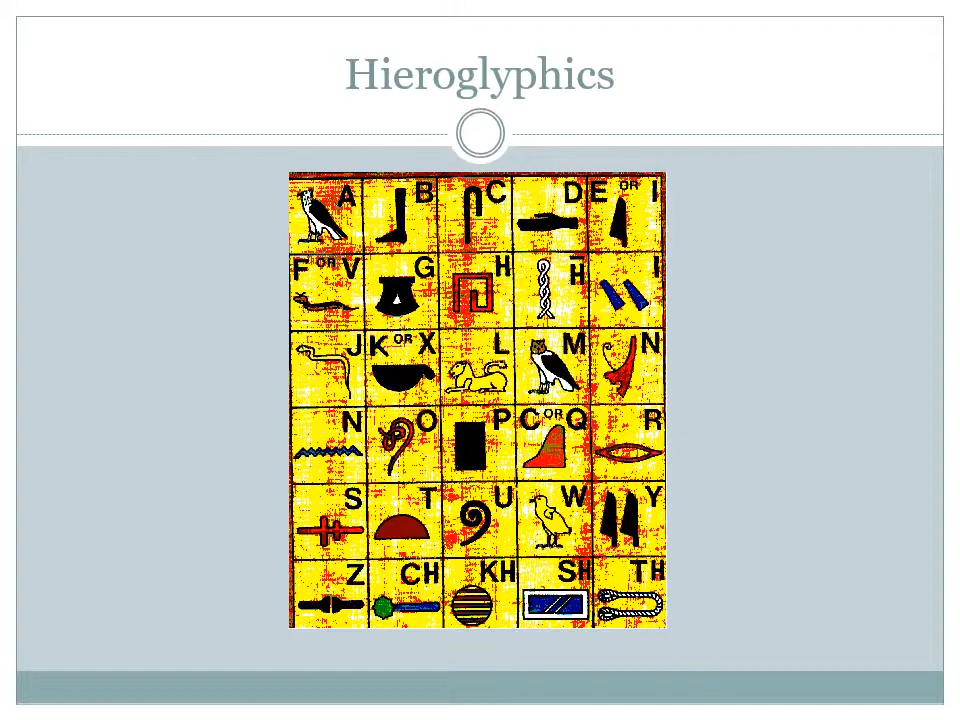 Hieroglyphics
A B C D E OR I
F OR V G H H̅ I
J K OR X L M N
N O P C OR Q R
S T U W Y
Z CH KH SH TH